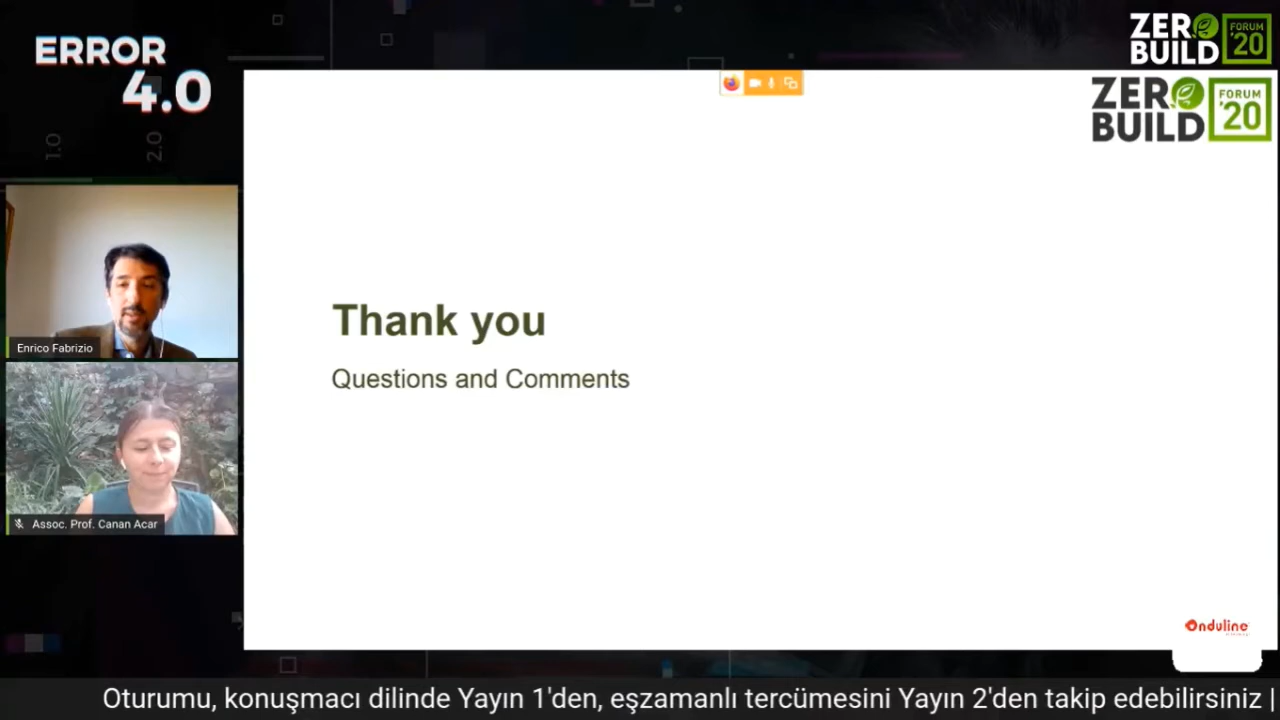 ERROR
4.0
1.0
2.0
ZERO
BUILD
FORUM
'20
ZERO
BUILD
FORUM
'20
Enrico Fabrizio
Assoc. Prof. Canan Acar
Thank you
Questions and Comments
Onduline
Oturumu, konuşmacı dilinde Yayın 1'den, eşzamanlı tercümesini Yayın 2'den takip edebilirsiniz |